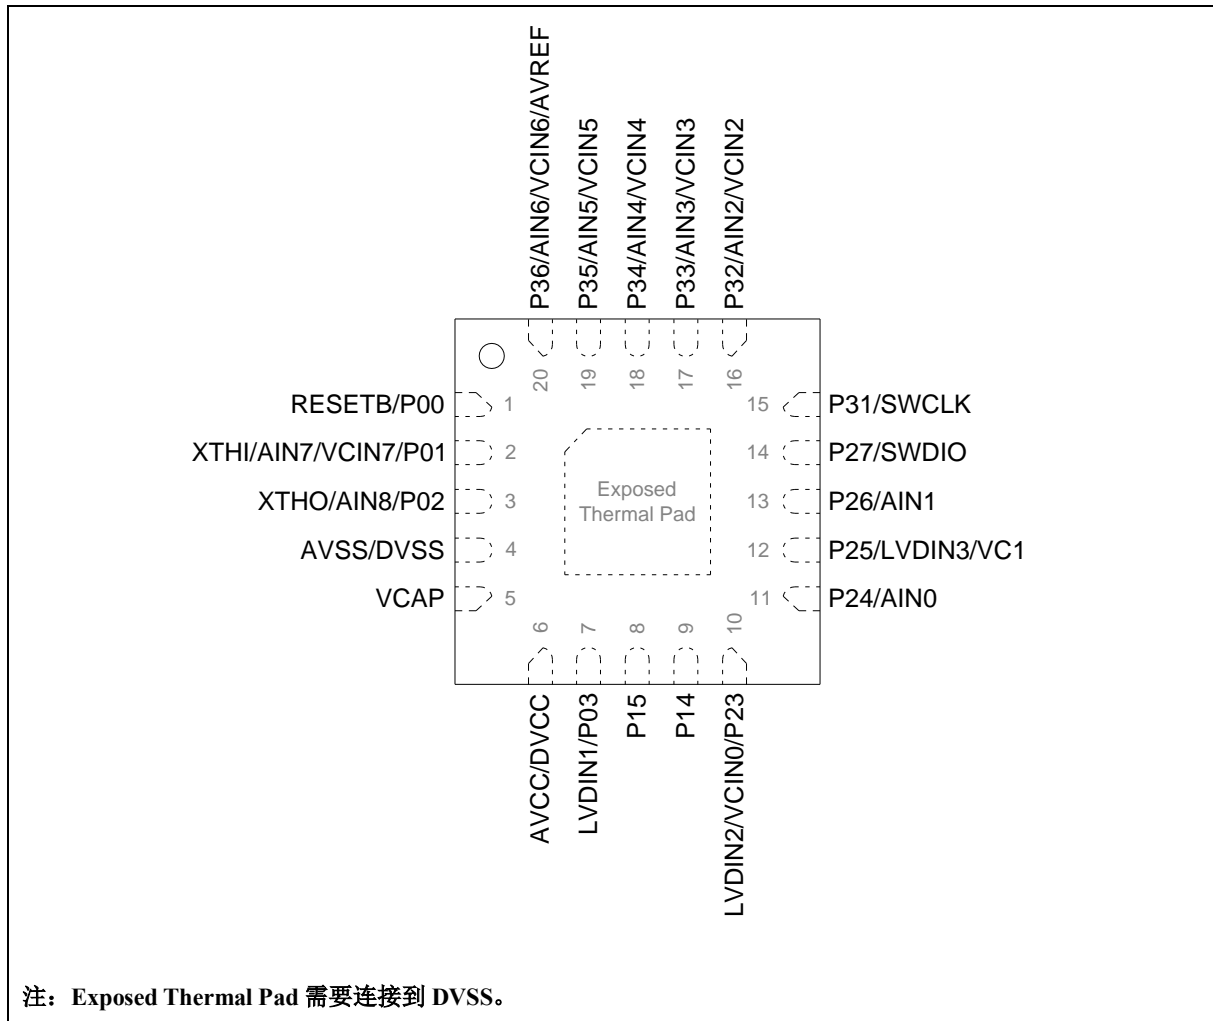 P36/AIN6/VCIN6/AVREF
P35/AIN5/VCIN5
P34/AIN4/VCIN4
P33/AIN3/VCIN3
P32/AIN2/VCIN2
20
19
18
17
16
RESETB/P00 1
XTHI/AIN7/VCIN7/P01 2
XTHO/AIN8/P02 3
AVSS/DVSS 4
VCAP 5
Exposed
Thermal Pad
15 P31/SWCLK
14 P27/SWDIO
13 P26/AIN1
12 P25/LVDIN3/VC1
11 P24/AIN0
6
7
8
9
10
AVCC/DVCC
LVDIN1/P03
P15
P14
LVDIN2/VCIN0/P23
注：Exposed Thermal Pad 需要连接到 DVSS。